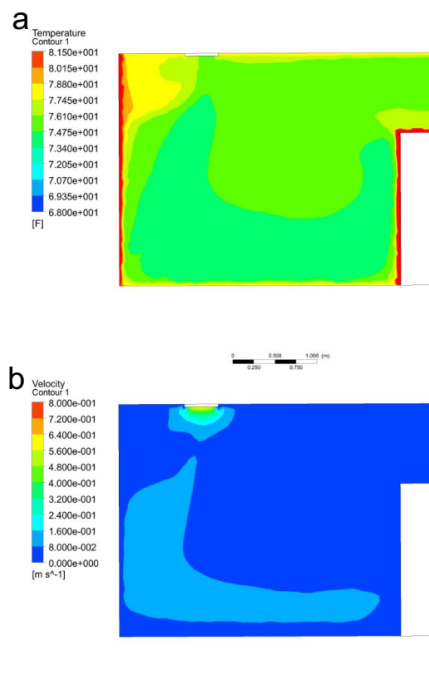 a
Temperature
Contour 1
8.150e+001
8.015e+001
7.880e+001
7.745e+001
7.610e+001
7.475e+001
7.340e+001
7.205e+001
7.070e+001
6.935e+001
6.800e+001
[F]
0 0.500 1.000 (m)
0.250 0.750
b
Velocity
Contour 1
8.000e-001
7.200e-001
6.400e-001
5.600e-001
4.800e-001
4.000e-001
3.200e-001
2.400e-001
1.600e-001
8.000e-002
0.000e+000
[m s^-1]